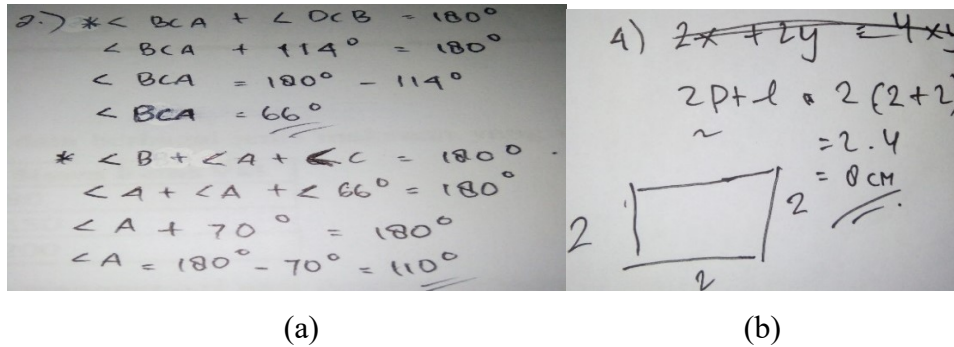 2.) * < BCA + < DCB = 180°
< BCA + 114° = 180°
< BCA = 180° - 114°
< BCA = 66°
* < B + < A + < C = 180°.
< A + < A + < 66° = 180°
< A + 70° = 180°
< A = 180° - 70° = 110°
(a)
4) 2x + 2y = 4xy
2p+l = 2(2+2)
= 2.4
= 8 cm
2
2
2
(b)